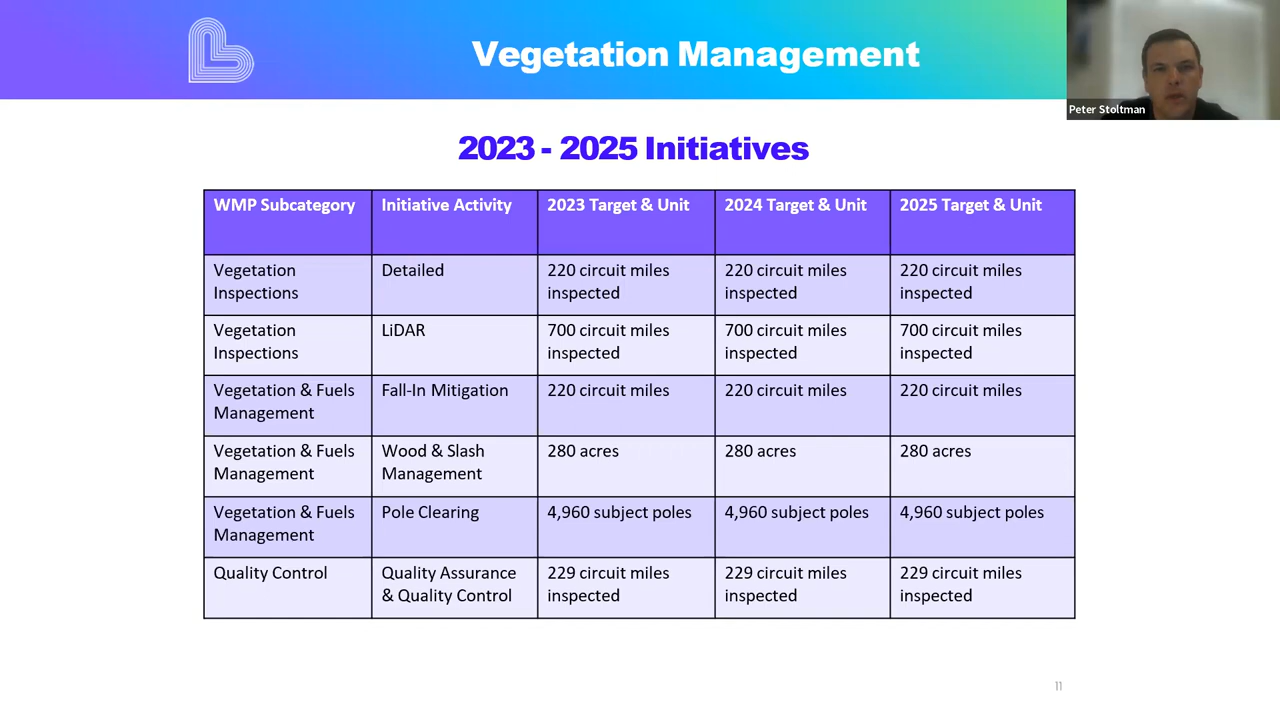 Vegetation Management
Peter Stoltman
2023 - 2025 Initiatives
WMP Subcategory Initiative Activity 2023 Target & Unit 2024 Target & Unit 2025 Target & Unit
Vegetation Detailed 220 circuit miles 220 circuit miles 220 circuit miles
Inspections inspected inspected inspected
Vegetation LiDAR 700 circuit miles 700 circuit miles 700 circuit miles
Inspections inspected inspected inspected
Vegetation & Fuels Fall-In Mitigation 220 circuit miles 220 circuit miles 220 circuit miles
Management
Vegetation & Fuels Wood & Slash 280 acres 280 acres 280 acres
Management Management
Vegetation & Fuels Pole Clearing 4,960 subject poles 4,960 subject poles 4,960 subject poles
Management
Quality Control Quality Assurance 229 circuit miles 229 circuit miles 229 circuit miles
& Quality Control inspected inspected inspected
11